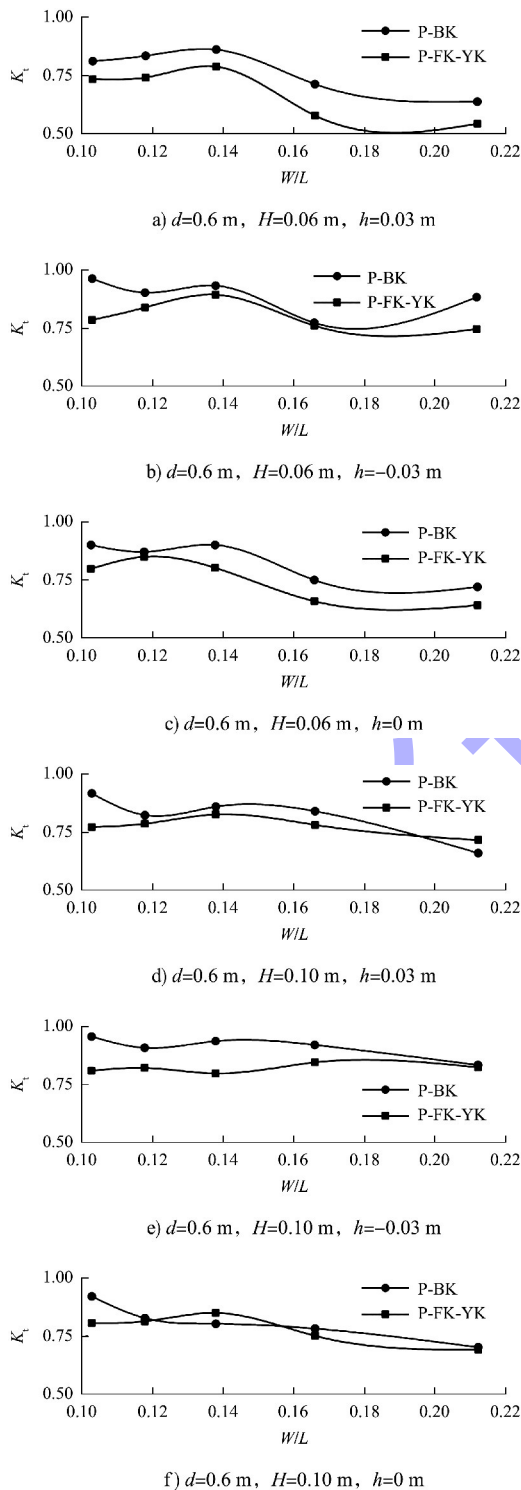 1.00
P-BK
P-FK-YK
0.75
0.50
Kt
0.10 0.12 0.14 0.16 0.18 0.20 0.22
W/L
a) d=0.6 m, H=0.06 m, h=0.03 m
1.00
P-BK
P-FK-YK
0.75
0.50
Kt
0.10 0.12 0.14 0.16 0.18 0.20 0.22
W/L
b) d=0.6 m, H=0.06 m, h=-0.03 m
1.00
P-BK
P-FK-YK
0.75
0.50
Kt
0.10 0.12 0.14 0.16 0.18 0.20 0.22
W/L
c) d=0.6 m, H=0.06 m, h=0 m
1.00
P-BK
P-FK-YK
0.75
0.50
Kt
0.10 0.12 0.14 0.16 0.18 0.20 0.22
W/L
d) d=0.6 m, H=0.10 m, h=0.03 m
1.00
0.75
P-BK
P-FK-YK
0.50
Kt
0.10 0.12 0.14 0.16 0.18 0.20 0.22
W/L
e) d=0.6 m, H=0.10 m, h=-0.03 m
1.00
P-BK
P-FK-YK
0.75
0.50
Kt
0.10 0.12 0.14 0.16 0.18 0.20 0.22
W/L
f) d=0.6 m, H=0.10 m, h=0 m